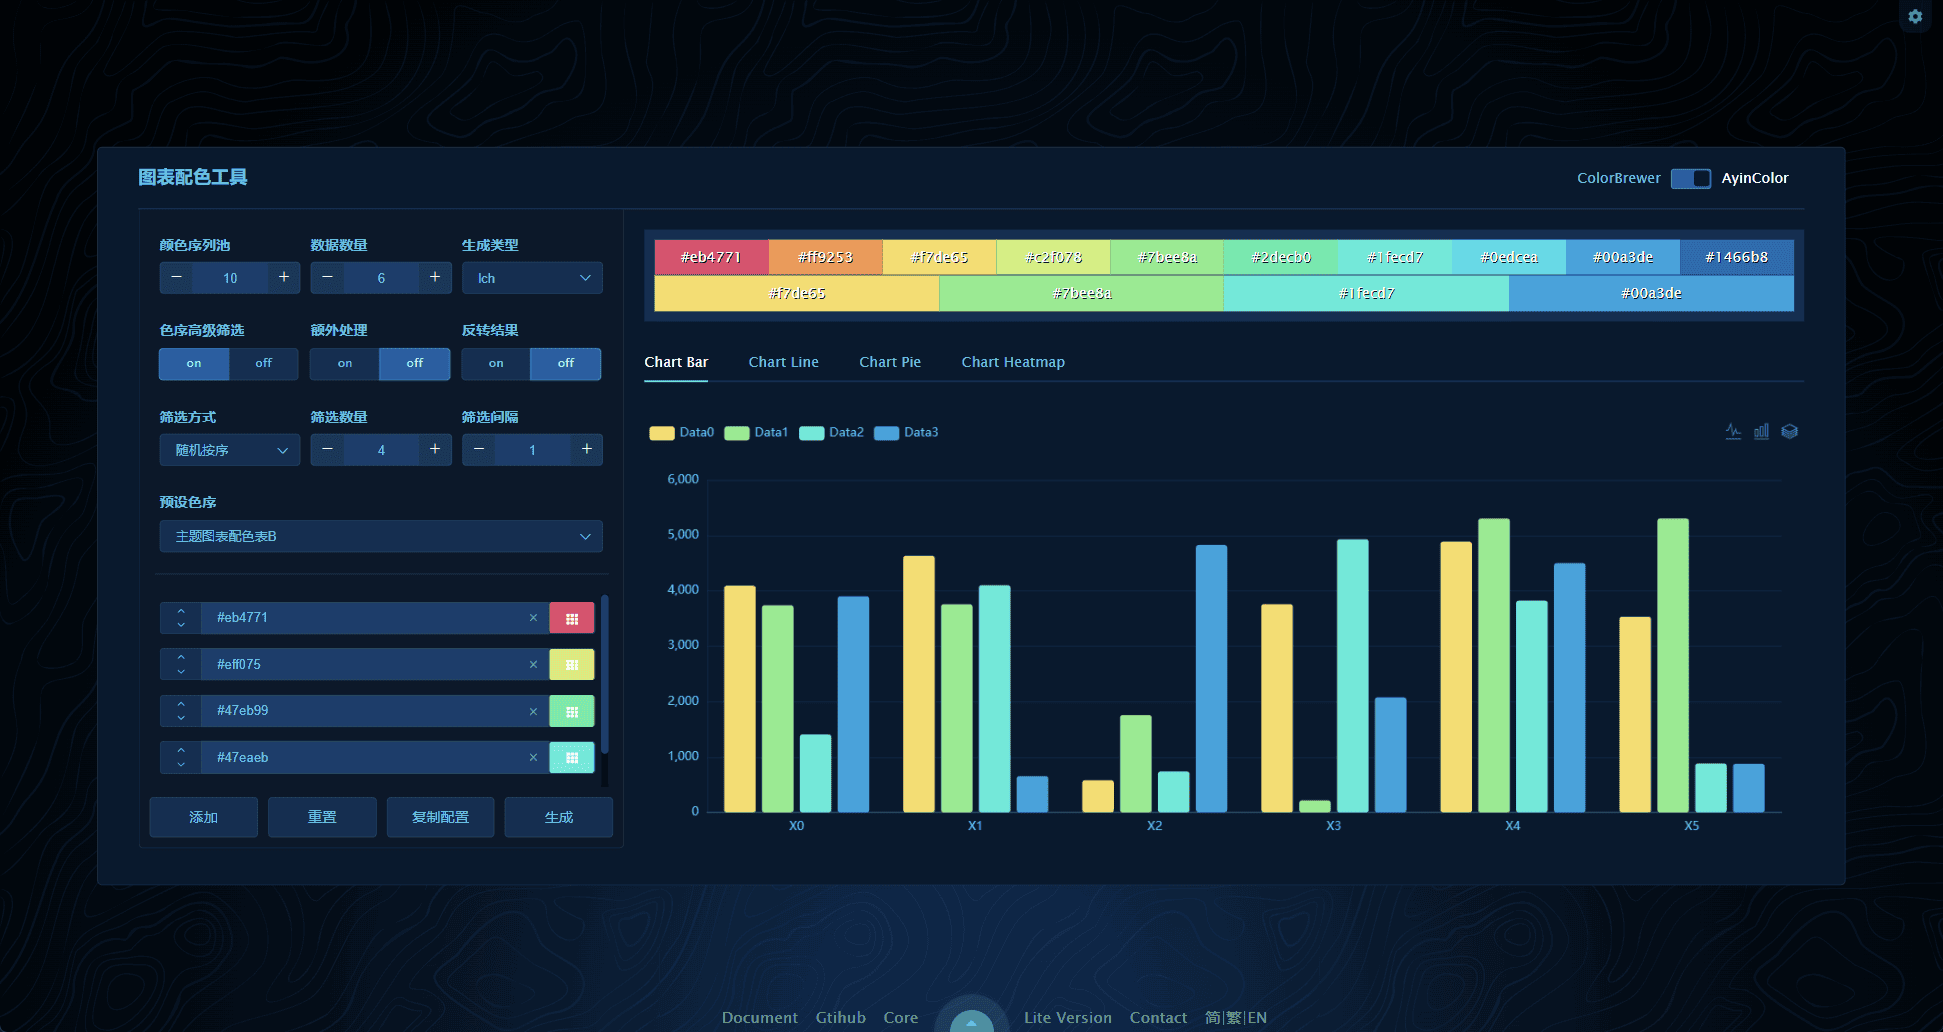 图表配色工具
ColorBrewer AyinColor
颜色序列池 数据数量 生成类型
− 10 + − 6 + lch
色序高级筛选 额外处理 反转结果
on off on off on off
筛选方式 筛选数量 筛选间隔
随机按序 − 4 + − 1 +
预设色序
主题图表配色表B
#eb4771
#eff075
#47eb99
#47eaeb
添加 重置 复制配置 生成
#eb4771 #ff9253 #f7de65 #c2f078 #7bee8a #2decb0 #1fecd7 #0edcea #00a3de #1466b8
#f7de65 #7bee8a #1fecd7 #00a3de
Chart Bar Chart Line Chart Pie Chart Heatmap
Data0 Data1 Data2 Data3
6,000
5,000
4,000
3,000
2,000
1,000
0
X0 X1 X2 X3 X4 X5
Document Gtihub Core Lite Version Contact 简|繁|EN